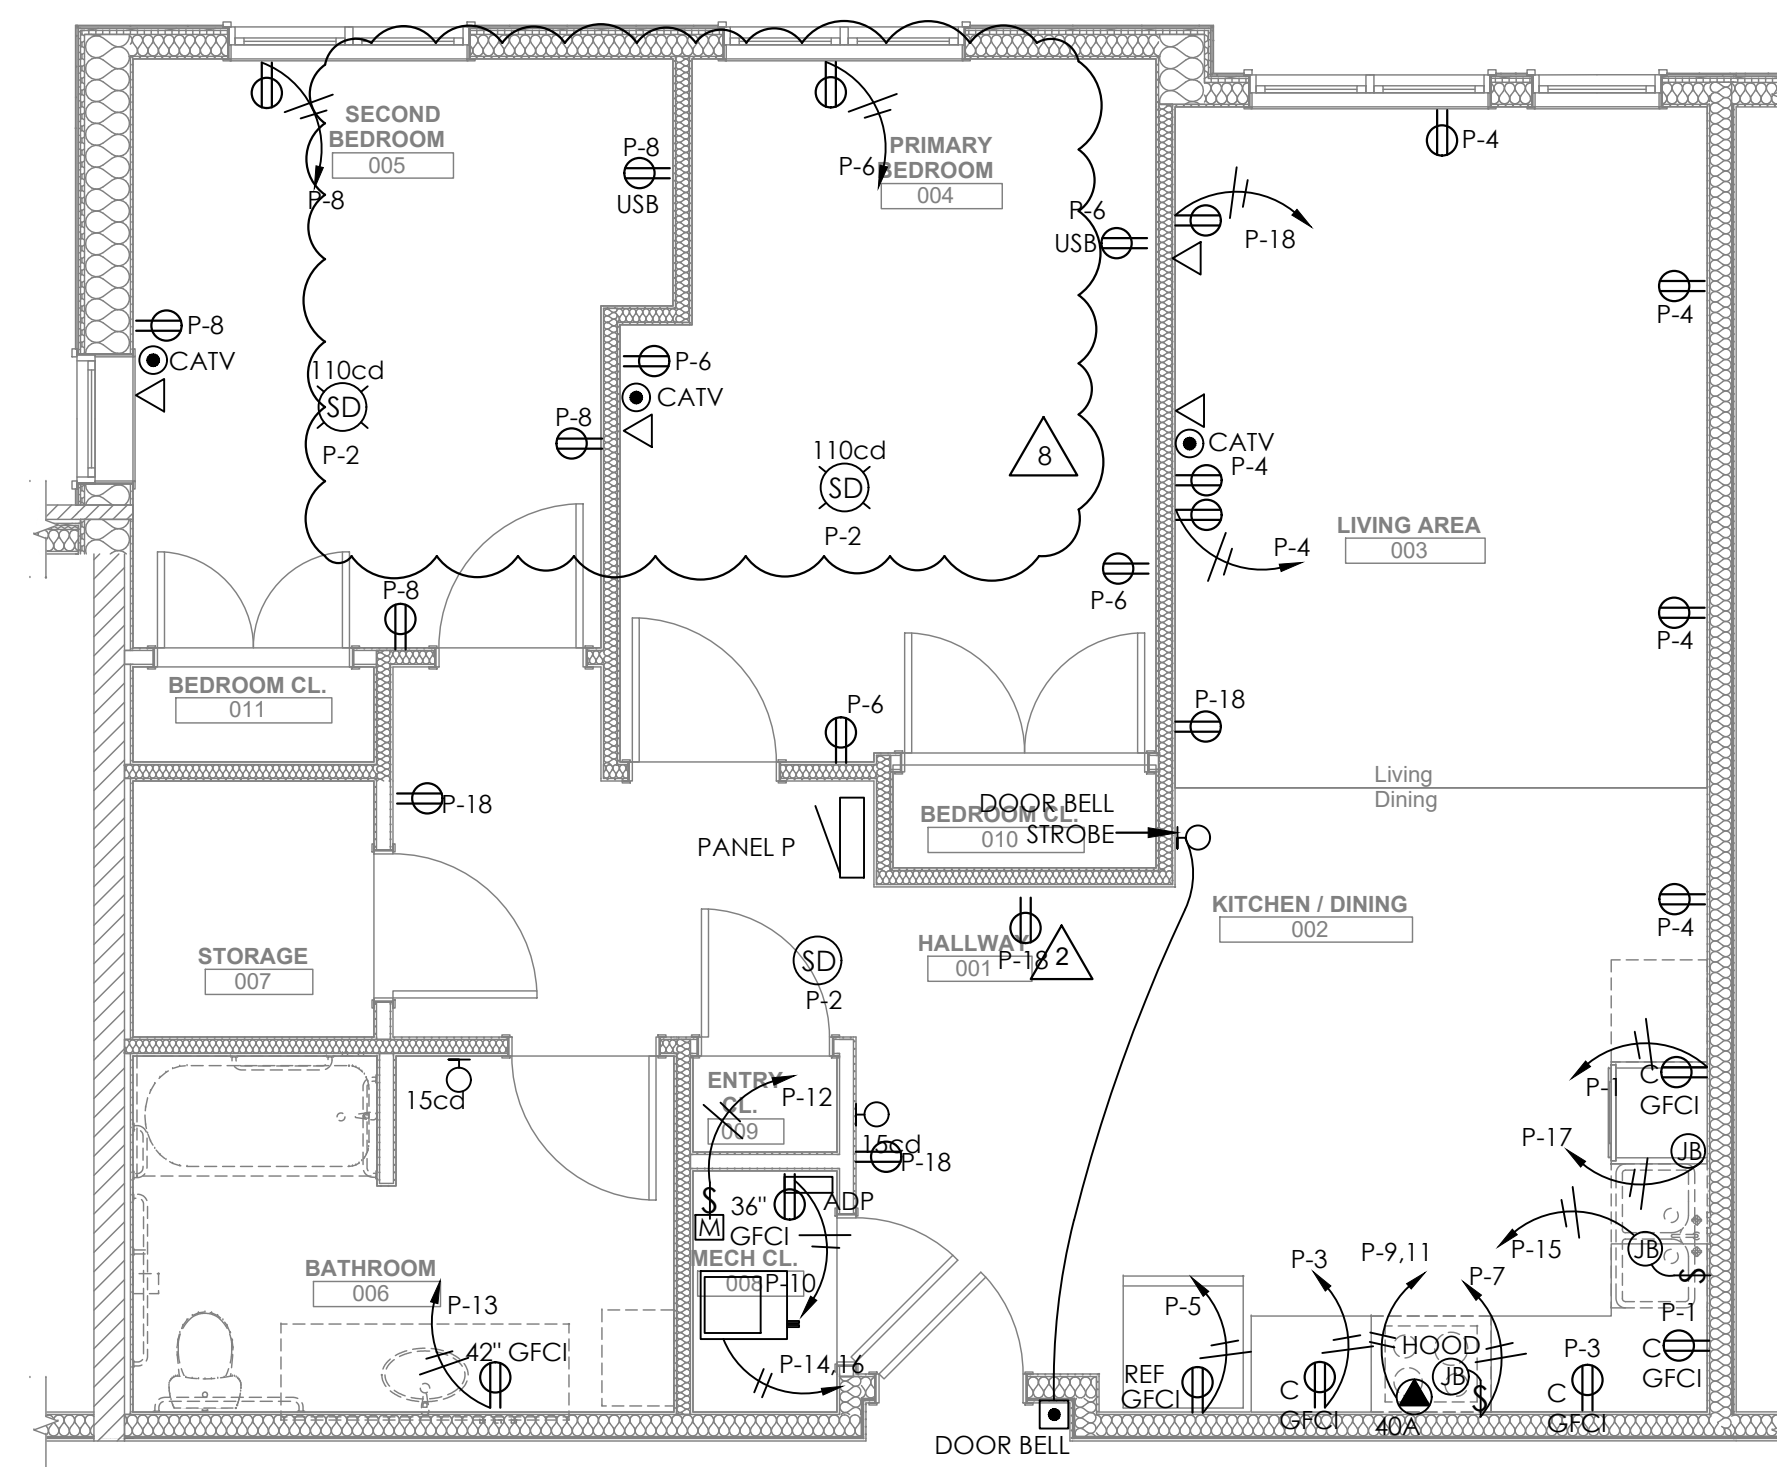 SECOND
BEDROOM
005
P-8
P-8
USB
P-8
CATV
110cd
SD
P-2
P-8
P-8
PRIMARY
BEDROOM
004
P-6
P-6
USB
P-6
CATV
110cd
SD
P-2
8
P-6
P-6
P-4
P-18
P-4
CATV
P-4
P-4
LIVING AREA
003
P-4
P-18
Living
Dining
BEDROOM CL.
011
P-18
PANEL P
DOOR BELL
STROBE
BEDROOM CL.
010
KITCHEN / DINING
002
P-4
STORAGE
007
HALLWAY
001
P-18
2
SD
P-2
15cd
ENTRY
CL.
009
P-12
15cd
P-18
36" GFCI
ADP
M
S
MECH CL.
008
P-10
P-14,16
BATHROOM
006
P-13
42" GFCI
P-1
C
GFCI
P-17
JB
P-15
JB
S
P-1
C
GFCI
P-3
P-9,11
P-7
P-5
REF
GFCI
C
GFCI
HOOD
JB
S
40A
P-3
C
GFCI
DOOR BELL